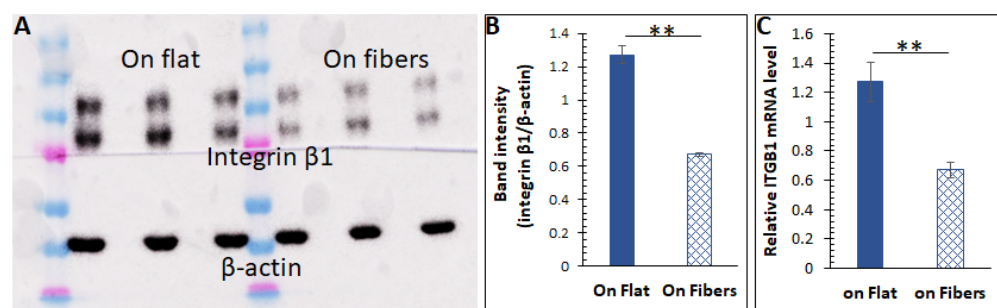 A
On flat
On fibers
Integrin β1
β-actin
B
Band intensity
(integrin β1/β-actin)
1.4
1.2
1
0.8
0.6
0.4
0.2
0
**
On Flat On Fibers
C
Relative ITGB1 mRNA level
1.6
1.4
1.2
1
0.8
0.6
0.4
0.2
0
**
on Flat on Fibers